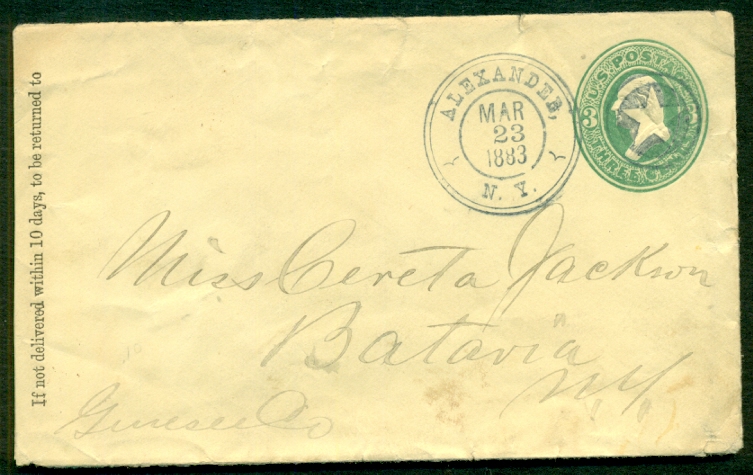 If not delivered within 10 days, to be returned to
ALEXANDER,
MAR
23
1883
N. Y.
U.S. POSTAGE
3
THREE CENTS
Miss Cereta Jackson
Batavia
N.Y.
Genesee Co